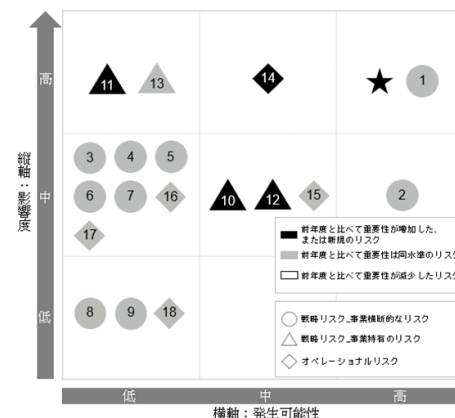 高
11
13
14
1
縦軸：影響度
中
3
4
5
6
7
16
17
10
12
15
2
前年度と比べて重要性が増加した、
または新規のリスク
前年度と比べて重要性は同水準のリスク
前年度と比べて重要性が減少したリスク
低
8
9
18
戦略リスク_事業横断的なリスク
戦略リスク_事業特有のリスク
オペレーショナルリスク
低
中
高
横軸：発生可能性